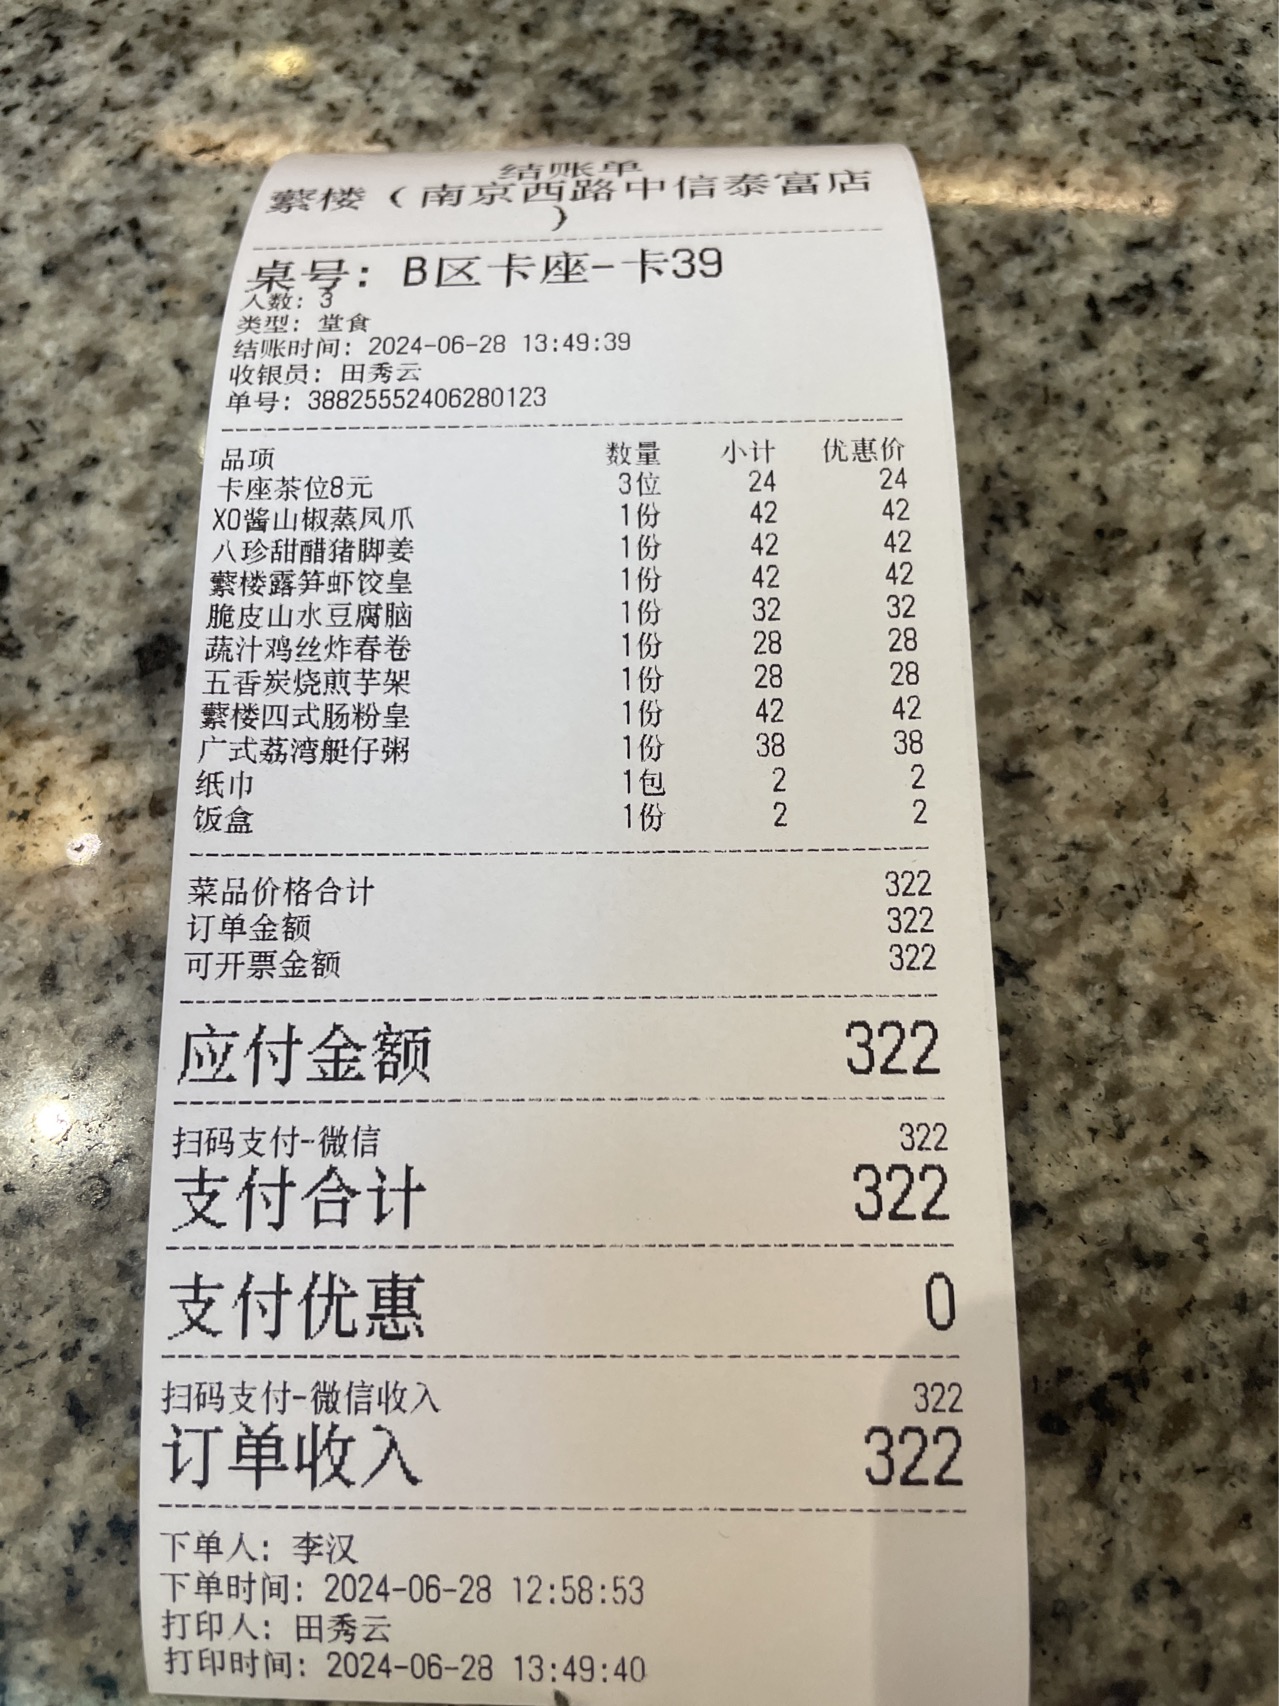 结账单
蘩楼（南京西路中信泰富店
）
桌号：B区卡座-卡39
人数：3
类型：堂食
结账时间：2024-06-28 13:49:39
收银员：田秀云
单号：38825552406280123
品项 数量 小计 优惠价
卡座茶位8元 3位 24 24
XO酱山椒蒸凤爪 1份 42 42
八珍甜醋猪脚姜 1份 42 42
蘩楼露笋虾饺皇 1份 42 42
脆皮山水豆腐脑 1份 32 32
蔬汁鸡丝炸春卷 1份 28 28
五香炭烧煎芋架 1份 28 28
蘩楼四式肠粉皇 1份 42 42
广式荔湾艇仔粥 1份 38 38
纸巾 1包 2 2
饭盒 1份 2 2
菜品价格合计 322
订单金额 322
可开票金额 322
应付金额 322
扫码支付-微信 322
支付合计 322
支付优惠 0
扫码支付-微信收入 322
订单收入 322
下单人：李汉
下单时间：2024-06-28 12:58:53
打印人：田秀云
打印时间：2024-06-28 13:49:40